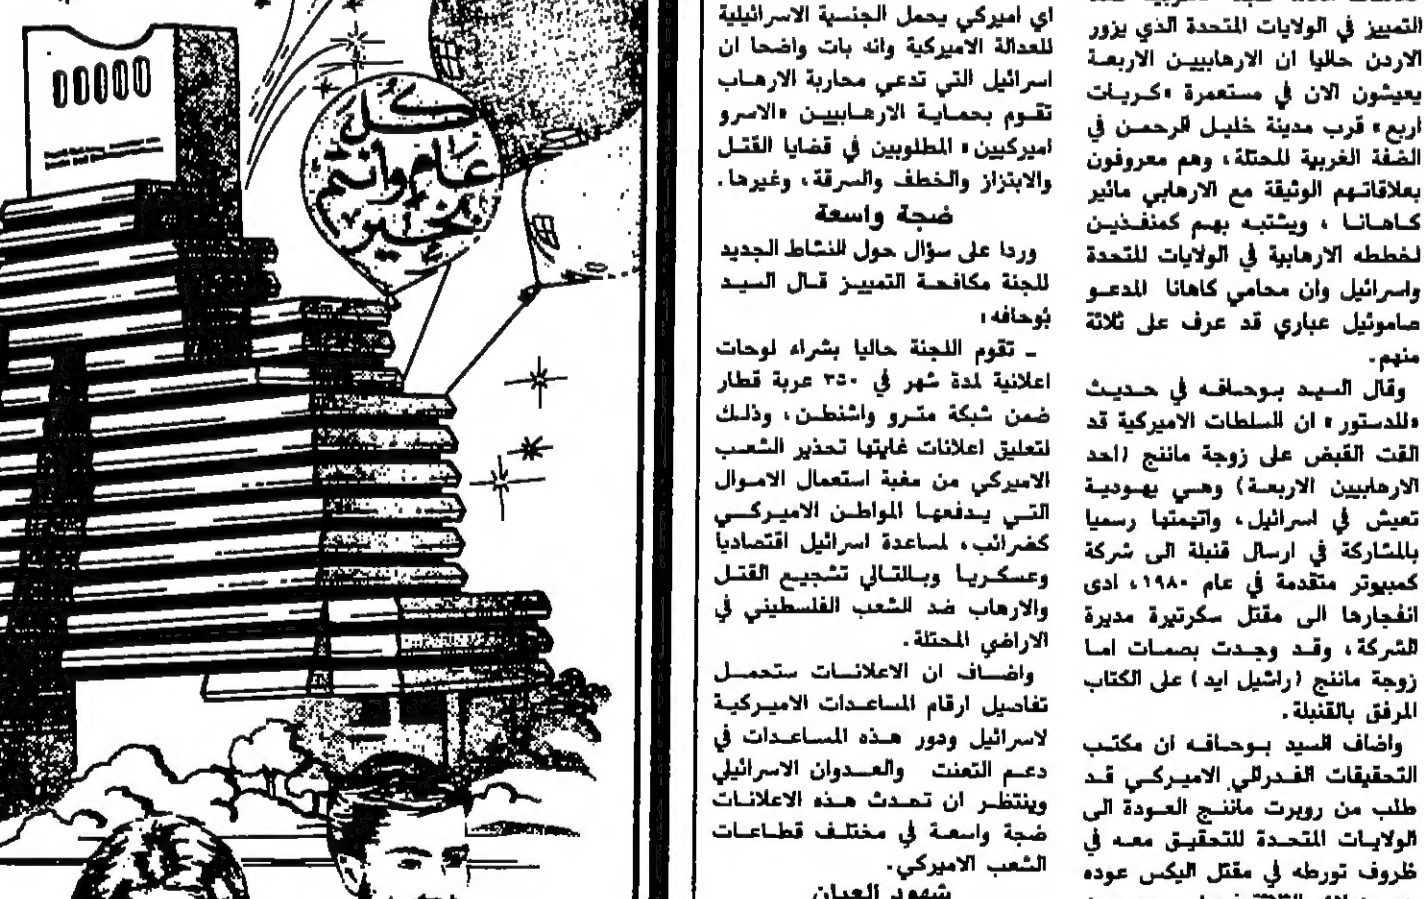 التمييز في الولايات المتحدة الذي يزور
الاردن حاليا ان الارهابيين الاربعة
يعيشون الان في مستعمرة «كريات
اربع» قرب مدينة خليل الرحمن في
الضفة الغربية المحتلة، وهم معروفون
بعلاقاتهم الوثيقة مع الارهابي مائير
كاهانا ، ويشتبه بهم كمنفذين
لخططه الارهابية في الولايات المتحدة
واسرائيل وان محامي كاهانا المدعو
صاموئيل عباري قد عرف على ثلاثة
منهم.
وقال السيد بوحافه في حديث
«للدستور» ان السلطات الاميركية قد
القت القبض على زوجة ماننج (احد
الارهابيين الاربعة) وهي يهودية
تعيش في اسرائيل، واتهمتها رسميا
بالمشاركة في ارسال قنبلة الى شركة
كمبيوتر متقدمة في عام ١٩٨٠، ادى
انفجارها الى مقتل سكرتيرة مديرة
الشركة، وقد وجدت بصمات اما
زوجة ماننج (راشيل ايد) على الكتاب
المرفق بالقنبلة.
واضاف السيد بوحافه ان مكتب
التحقيقات الفدرالي الاميركي قد
طلب من روبرت ماننج العودة الى
الولايات المتحدة للتحقيق معه في
ظروف تورطه في مقتل اليكس عوده
اي اميركي يحمل الجنسية الاسرائيلية
للعدالة الاميركية وانه بات واضحا ان
اسرائيل التي تدعي محاربة الارهاب
تقوم بحماية الارهابيين «الاسرو
اميركيين» المطلوبين في قضايا القتل
والابتزاز والخطف والسرقة، وغيرها.
ضجة واسعة
وردا على سؤال حول النشاط الجديد
للجنة مكافحة التمييز قال السيد
بوحافه:
ـ تقوم اللجنة حاليا بشراء لوحات
اعلانية لمدة شهر في ٣٥٠ عربة قطار
ضمن شبكة مترو واشنطن، وذلك
لتعليق اعلانات غايتها تحذير الشعب
الاميركي من مغبة استعمال الاموال
التي يدفعها المواطن الاميركي
كضرائب، لمساعدة اسرائيل اقتصاديا
وعسكريا وبالتالي تشجيع القتل
والارهاب ضد الشعب الفلسطيني في
الاراضي المحتلة.
واضاف ان الاعلانات ستحمل
تفاصيل ارقام المساعدات الاميركية
لاسرائيل ودور هذه المساعدات في
دعم التعنت والعدوان الاسرائيلي
وينتظر ان تحدث هذه الاعلانات
ضجة واسعة في مختلف قطاعات
الشعب الاميركي.
شهود العيان
كل
عام وانتم
بخير